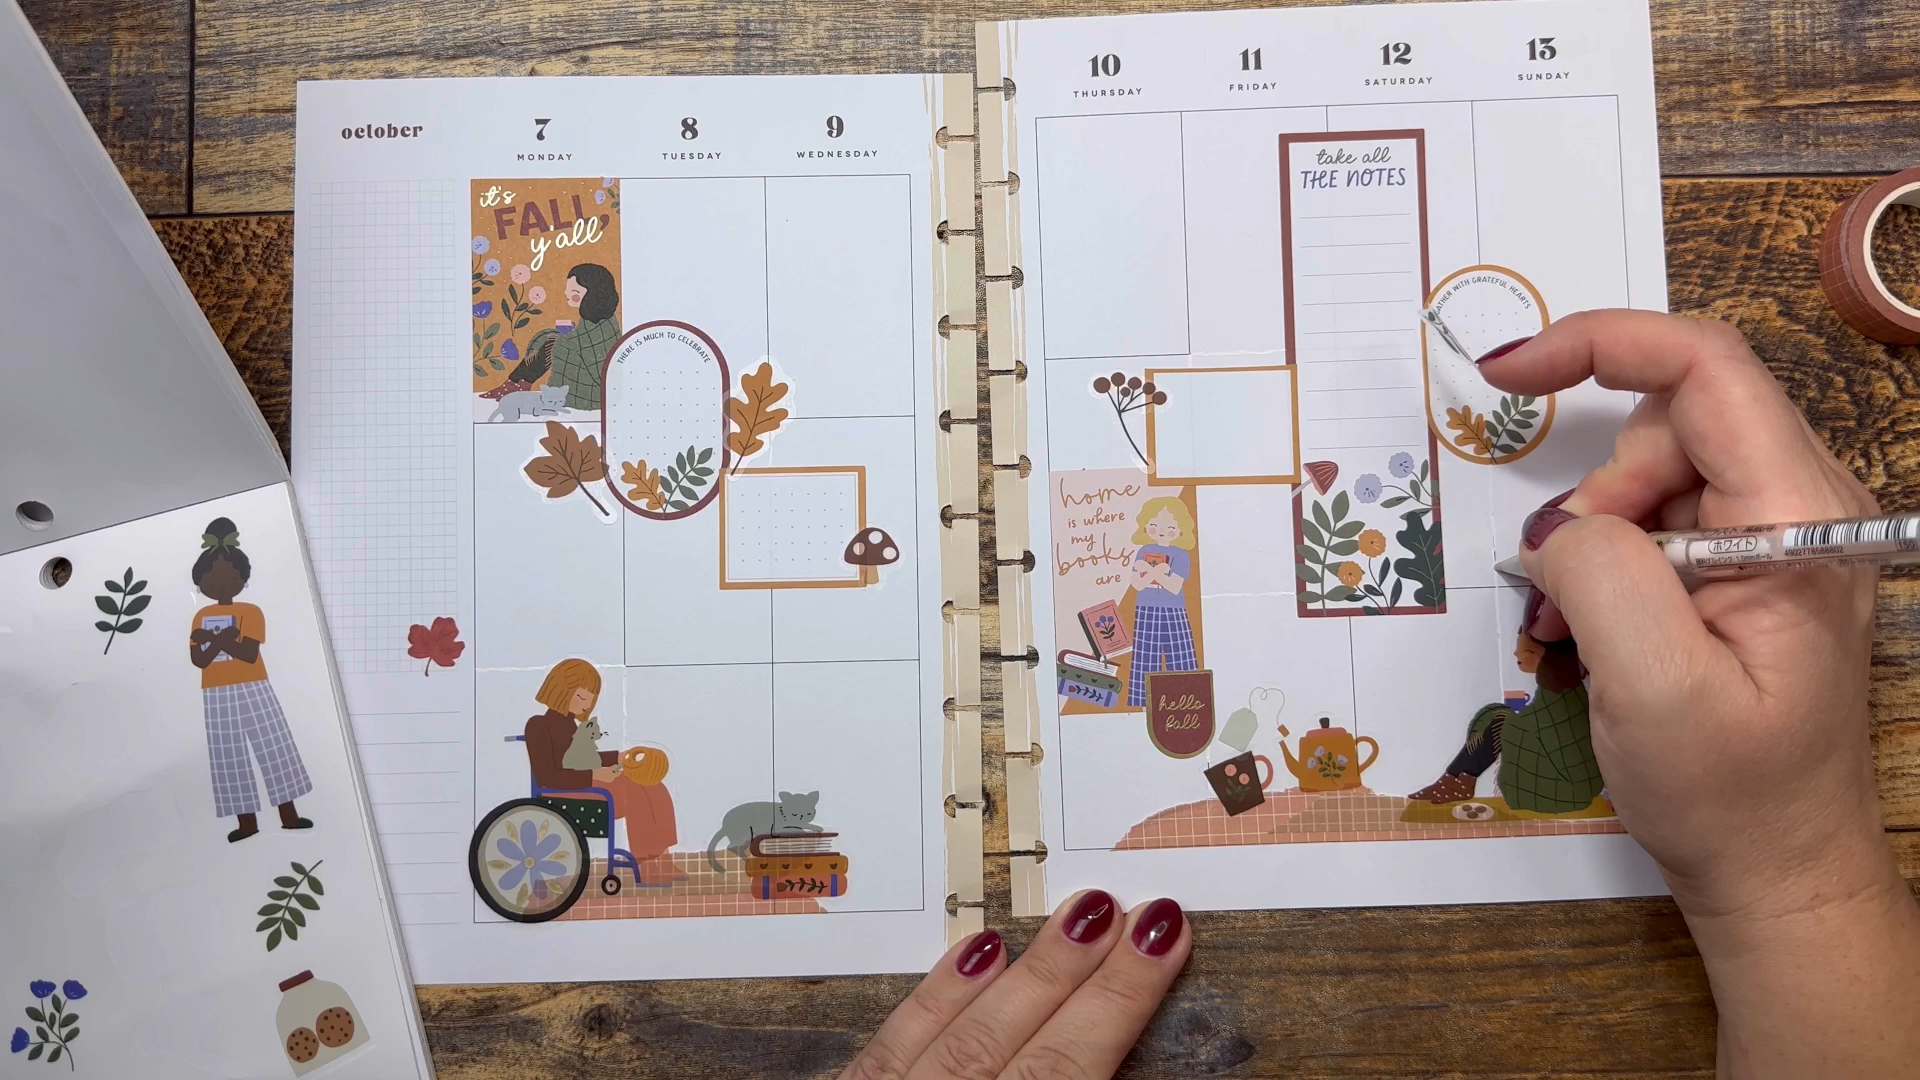 october
7
MONDAY
8
TUESDAY
9
WEDNESDAY
10
THURSDAY
11
FRIDAY
12
SATURDAY
13
SUNDAY
it's
FALL,
y'all
THERE IS MUCH TO CELEBRATE
take all
THE NOTES
WITH GRATEFUL HEARTS
home
is where
my
books
are
hello
fall
ホワイト
4902778588802